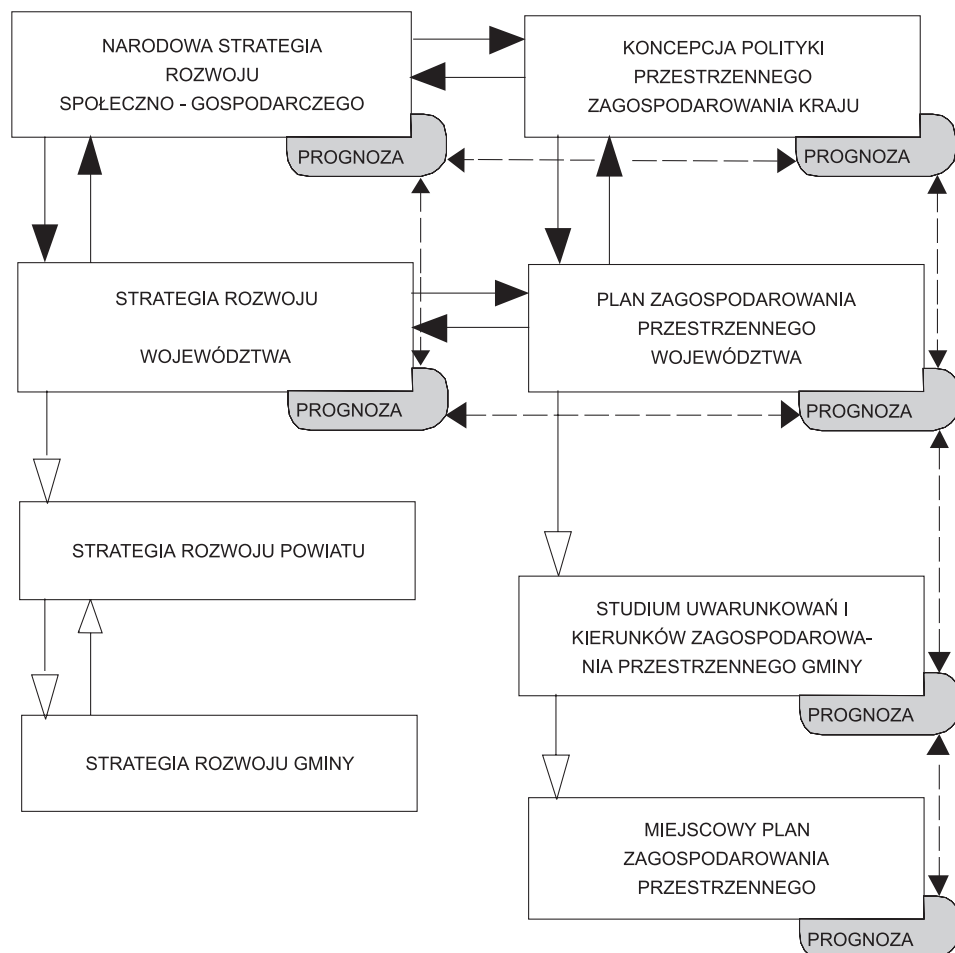 NARODOWA STRATEGIA
ROZWOJU
SPOŁECZNO - GOSPODARCZEGO
PROGNOZA
KONCEPCJA POLITYKI
PRZESTRZENNEGO
ZAGOSPODAROWANIA KRAJU
PROGNOZA
STRATEGIA ROZWOJU
WOJEWÓDZTWA
PROGNOZA
PLAN ZAGOSPODAROWANIA
PRZESTRZENNEGO
WOJEWÓDZTWA
PROGNOZA
STRATEGIA ROZWOJU POWIATU
STUDIUM UWARUNKOWAŃ I
KIERUNKÓW ZAGOSPODAROWA-
NIA PRZESTRZENNEGO GMINY
PROGNOZA
STRATEGIA ROZWOJU GMINY
MIEJSCOWY PLAN
ZAGOSPODAROWANIA
PRZESTRZENNEGO
PROGNOZA